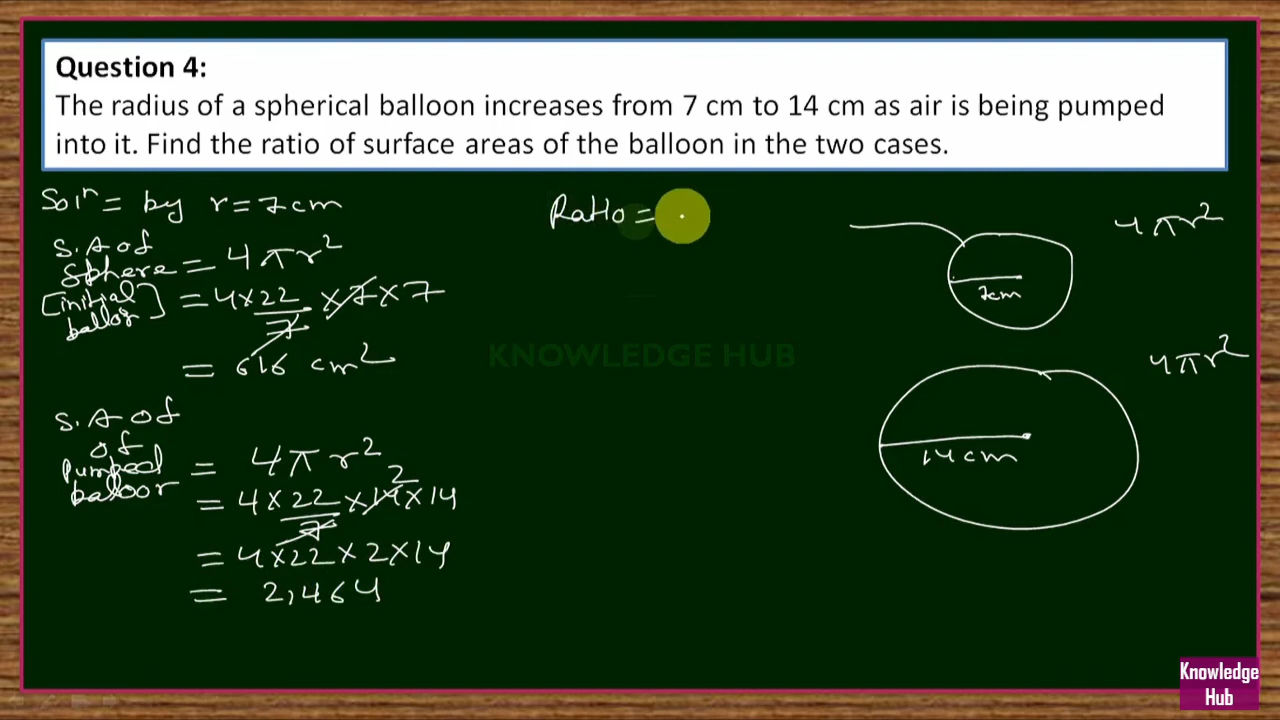 Question 4:
The radius of a spherical balloon increases from 7 cm to 14 cm as air is being pumped
into it. Find the ratio of surface areas of the balloon in the two cases.
Solⁿ = by r = 7cm
S.A of
Sphere = 4πr²
[initial
ballor]
= 4×22/7 ×7×7
= 616 cm²
S.A of
of
pumped
baloor
= 4πr²
= 4×22/7 ×14×14
2
= 4×22×2×14
= 2,464
Ratio =
4πr²
7cm
4πr²
14cm
KNOWLEDGE HUB
Knowledge
Hub